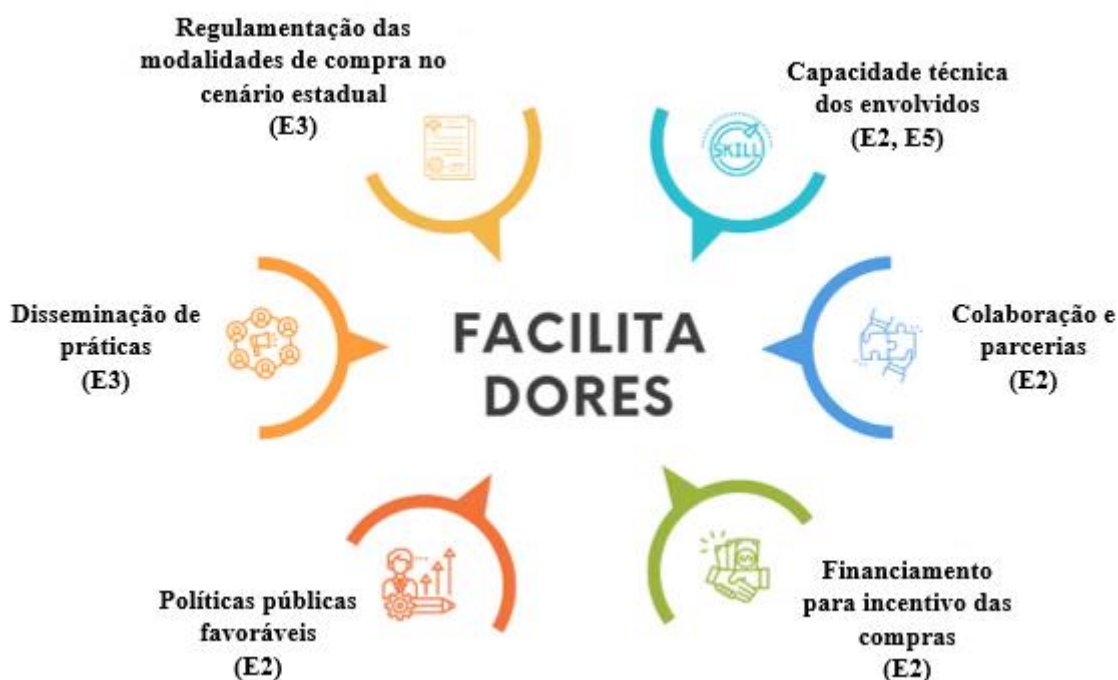 Regulamentação das
modalidades de compra no
cenário estadual
(E3)
Capacidade técnica
dos envolvidos
(E2, E5)
SKILL
Disseminação de
práticas
(E3)
FACILITA
DORES
Colaboração e
parcerias
(E2)
Políticas públicas
favoráveis
(E2)
Financiamento
para incentivo das
compras
(E2)